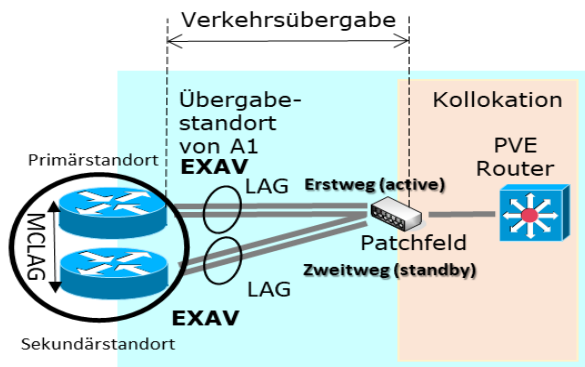 Verkehrsübergabe
Übergabe-
standort
von A1
EXAV
Kollokation
PVE
Router
Primärstandort
LAG
Erstweg (active)
MCLAG
Patchfeld
Zweitweg (standby)
LAG
EXAV
Sekundärstandort